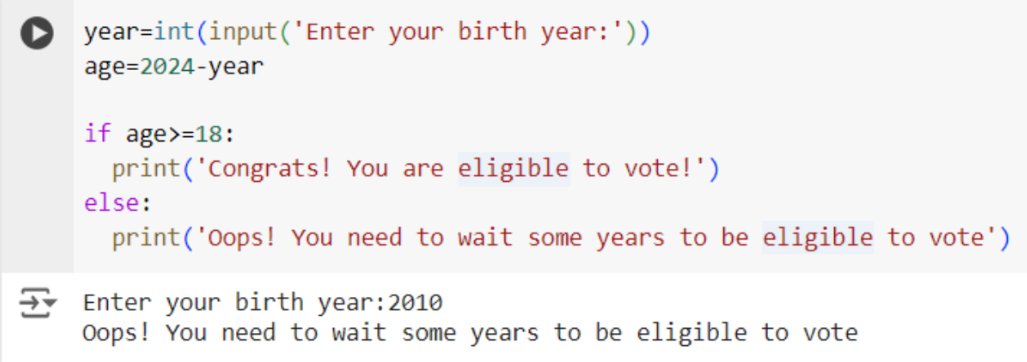 year=int(input('Enter your birth year:'))
age=2024-year
if age>=18:
  print('Congrats! You are eligible to vote!')
else:
  print('Oops! You need to wait some years to be eligible to vote')
Enter your birth year:2010
Oops! You need to wait some years to be eligible to vote